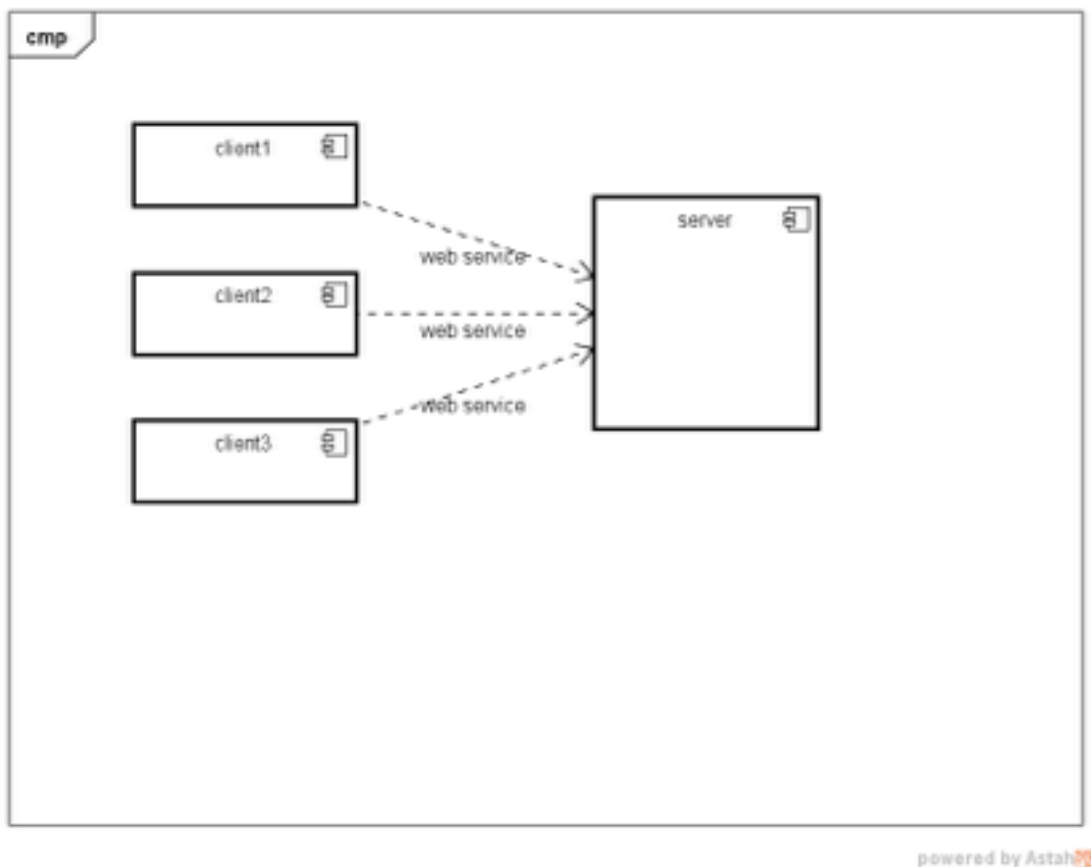 cmp
client1
server
web service
client2
web service
web service
client3
powered by Astah